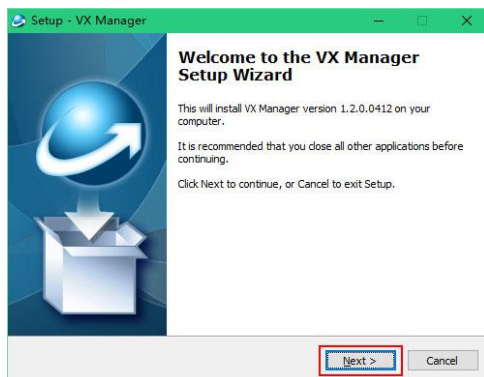 Setup - VX Manager
Welcome to the VX Manager
Setup Wizard
This will install VX Manager version 1.2.0.0412 on your
computer.
It is recommended that you close all other applications before
continuing.
Click Next to continue, or Cancel to exit Setup.
Next >
Cancel